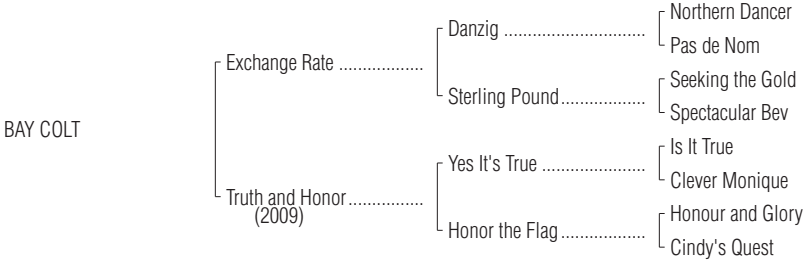 Northern Dancer
Danzig ..............................
Pas de Nom
Exchange Rate ..................
Seeking the Gold
Sterling Pound..................
Spectacular Bev
BAY COLT
Is It True
Yes It's True ......................
Clever Monique
Truth and Honor................
(2009)
Honour and Glory
Honor the Flag..................
Cindy's Quest